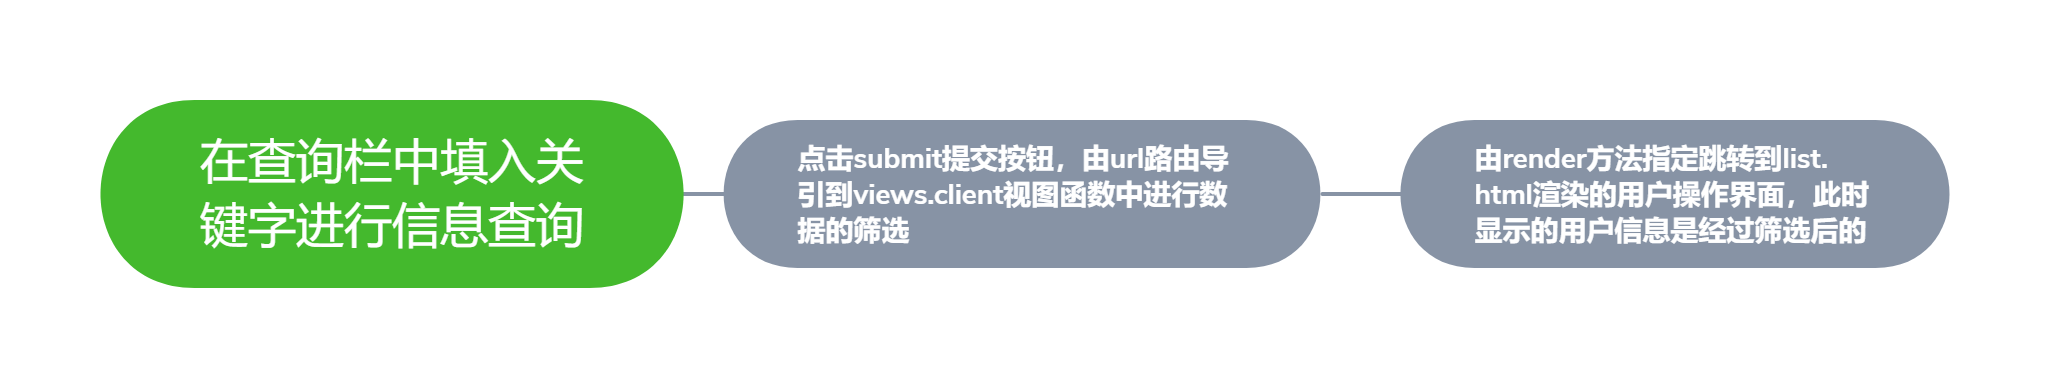 在查询栏中填入关
键字进行信息查询
点击submit提交按钮，由url路由导
引到views.client视图函数中进行数
据的筛选
由render方法指定跳转到list.
html渲染的用户操作界面，此时
显示的用户信息是经过筛选后的